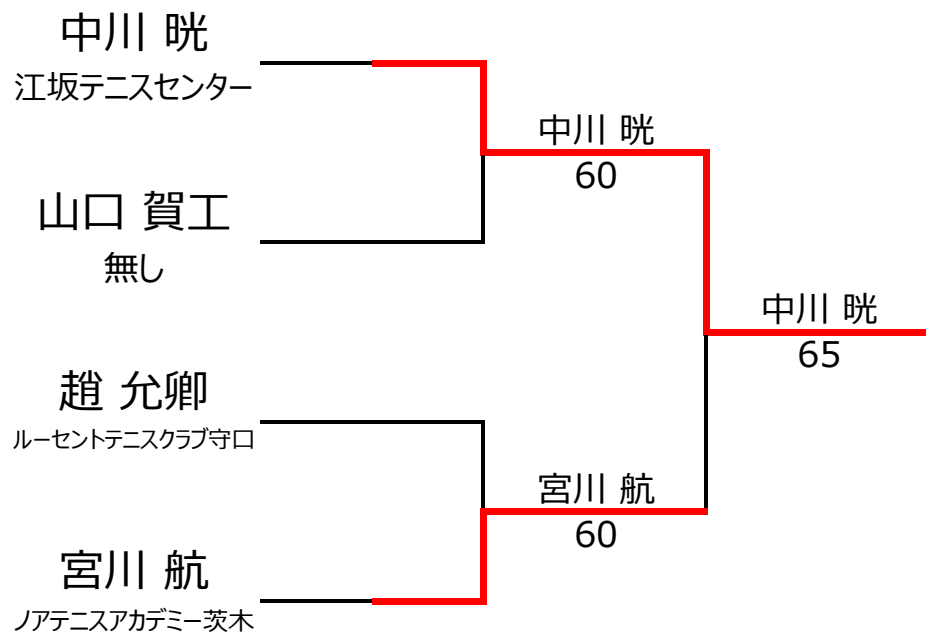 中川 晄
江坂テニスセンター
中川 晄
60
山口 賀工
無し
中川 晄
65
趙 允卿
ルーセントテニスクラブ守口
宮川 航
60
宮川 航
ノアテニスアカデミー茨木